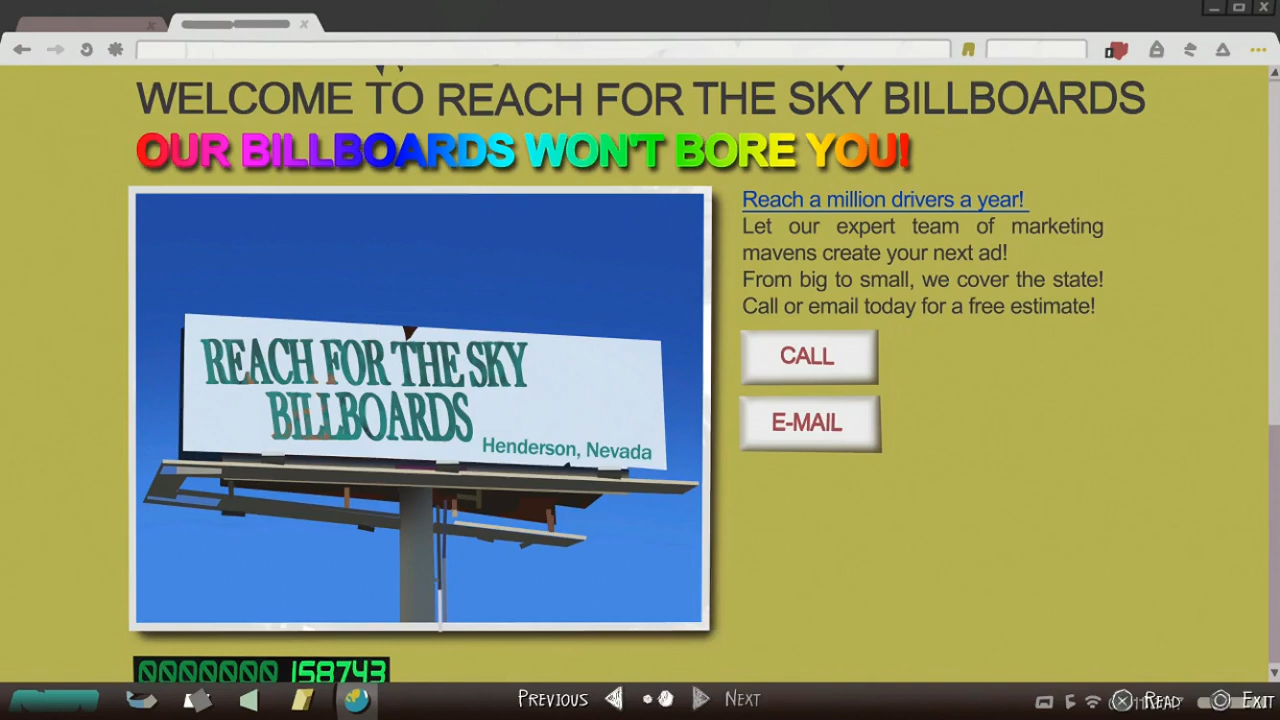 WELCOME TO REACH FOR THE SKY BILLBOARDS
OUR BILLBOARDS WON'T BORE YOU!
REACH FOR THE SKY
BILLBOARDS
Henderson, Nevada
Reach a million drivers a year!
Let our expert team of marketing
mavens create your next ad!
From big to small, we cover the state!
Call or email today for a free estimate!
CALL
E-MAIL
0000000 158743
PREVIOUS NEXT READ EXIT